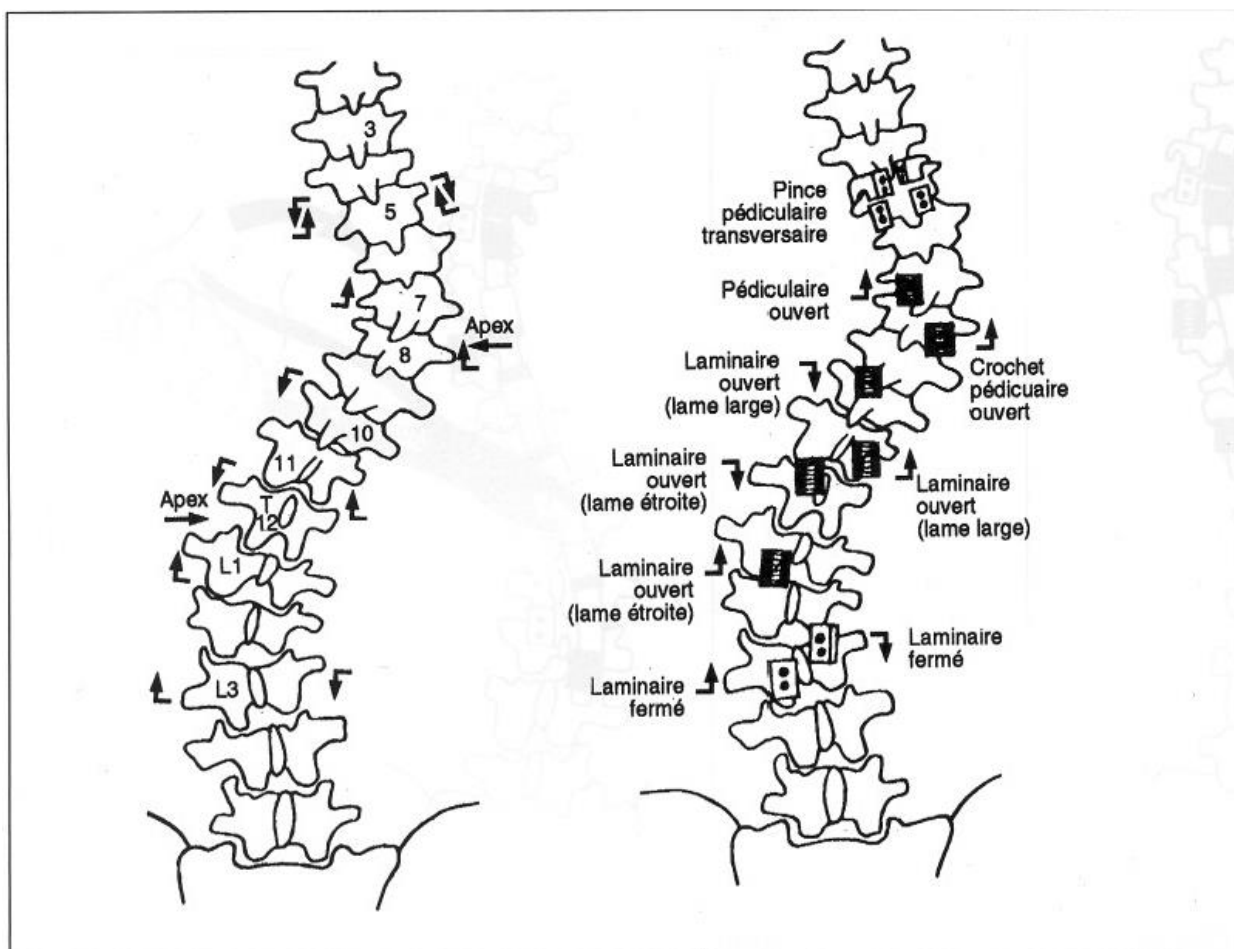 3
5
7
Apex
8
10
11
T
12
Apex
L1
L3
Pince
pédiculaire
transversaire
Pédiculaire
ouvert
Crochet
pédicuaire
ouvert
Laminaire
ouvert
(lame large)
Laminaire
ouvert
(lame étroite)
Laminaire
ouvert
(lame large)
Laminaire
ouvert
(lame étroite)
Laminaire
fermé
Laminaire
fermé